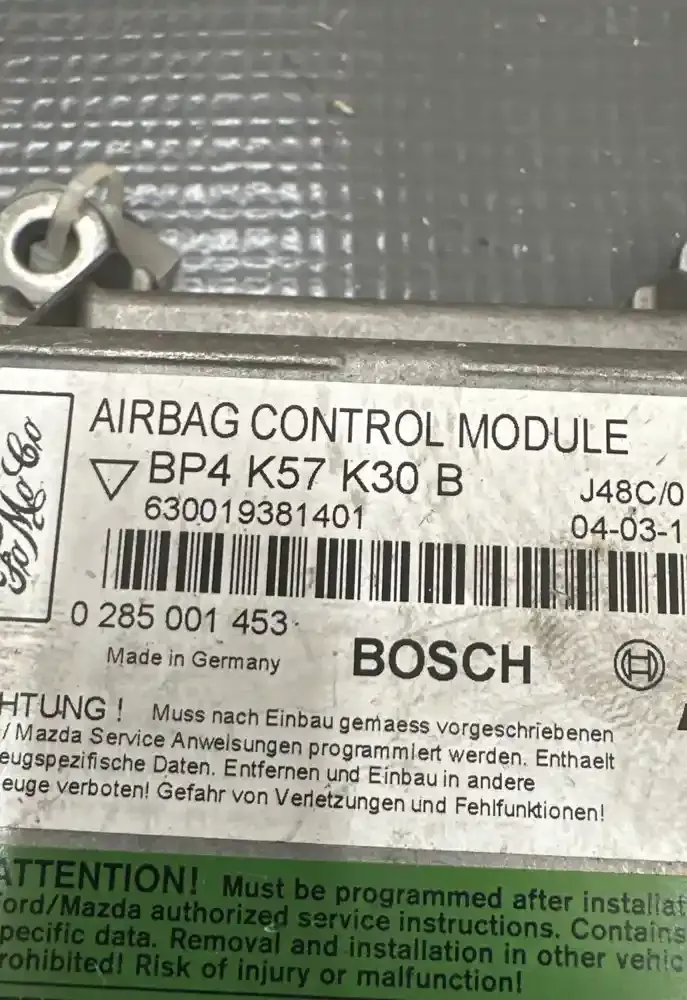 AIRBAG CONTROL MODULE
BP4 K57 K30 B
J48C/0
630019381401
04-03-1
FoMoCo
0 285 001 453
Made in Germany
BOSCH
HTUNG ! Muss nach Einbau gemaess vorgeschriebenen
/ Mazda Service Anweisungen programmiert werden. Enthaelt
eugspezifische Daten. Entfernen und Einbau in andere
euge verboten! Gefahr von Verletzungen und Fehlfunktionen!
ATTENTION! Must be programmed after installat
ord/Mazda authorized service instructions. Contains
pecific data. Removal and installation in other vehic
rohibited! Risk of injury or malfunction!